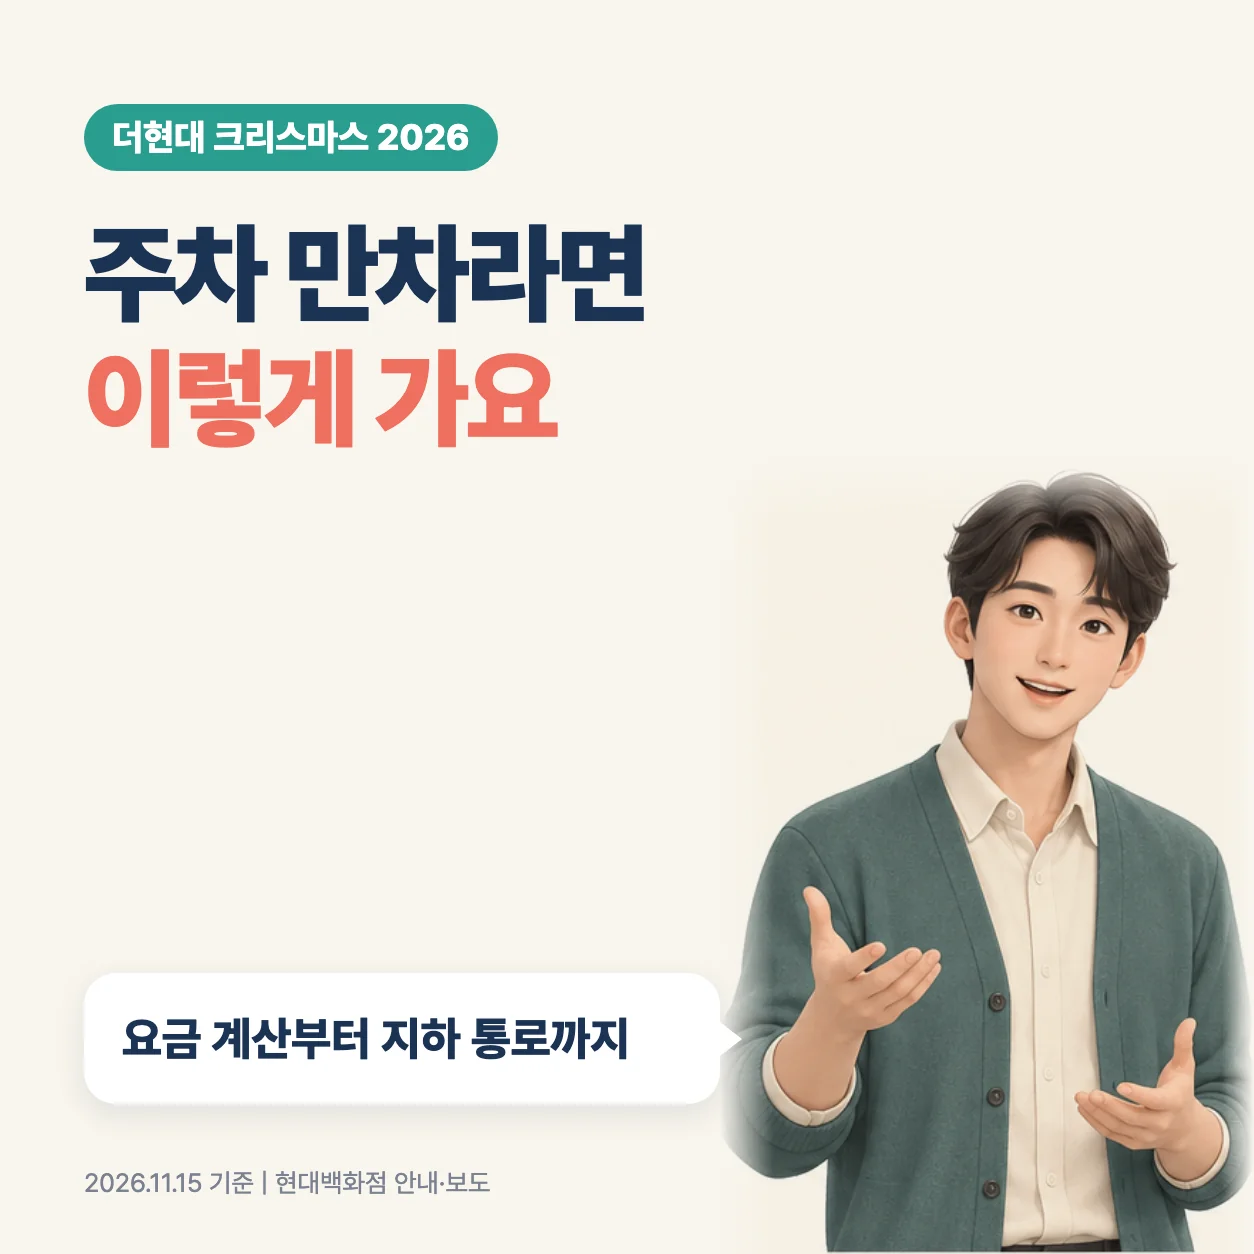 더현대 크리스마스 2026
주차 만차라면
이렇게 가요
요금 계산부터 지하 통로까지
2026.11.15 기준 | 현대백화점 안내·보도